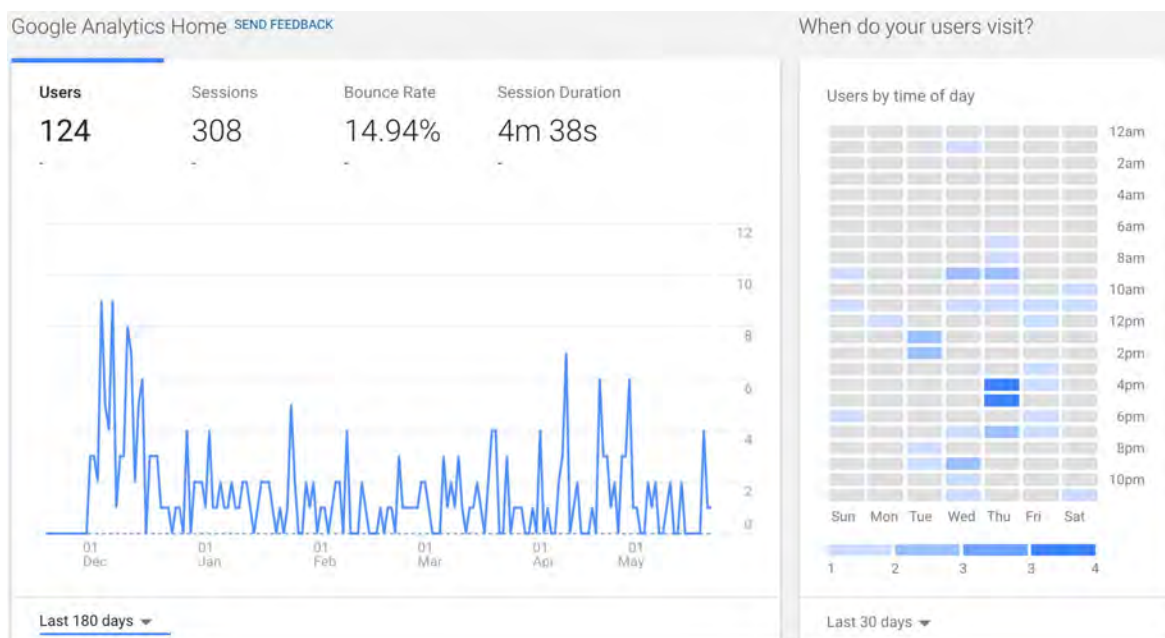 Google Analytics Home SEND FEEDBACK
Users Sessions Bounce Rate Session Duration
124 308 14.94% 4m 38s
- - - -
12
10
8
6
4
2
0
01 01 01 01 01 01
Dec Jan Feb Mar Apr May
Last 180 days
When do your users visit?
Users by time of day
12am
2am
4am
6am
8am
10am
12pm
2pm
4pm
6pm
8pm
10pm
Sun Mon Tue Wed Thu Fri Sat
1 2 3 3 4
Last 30 days